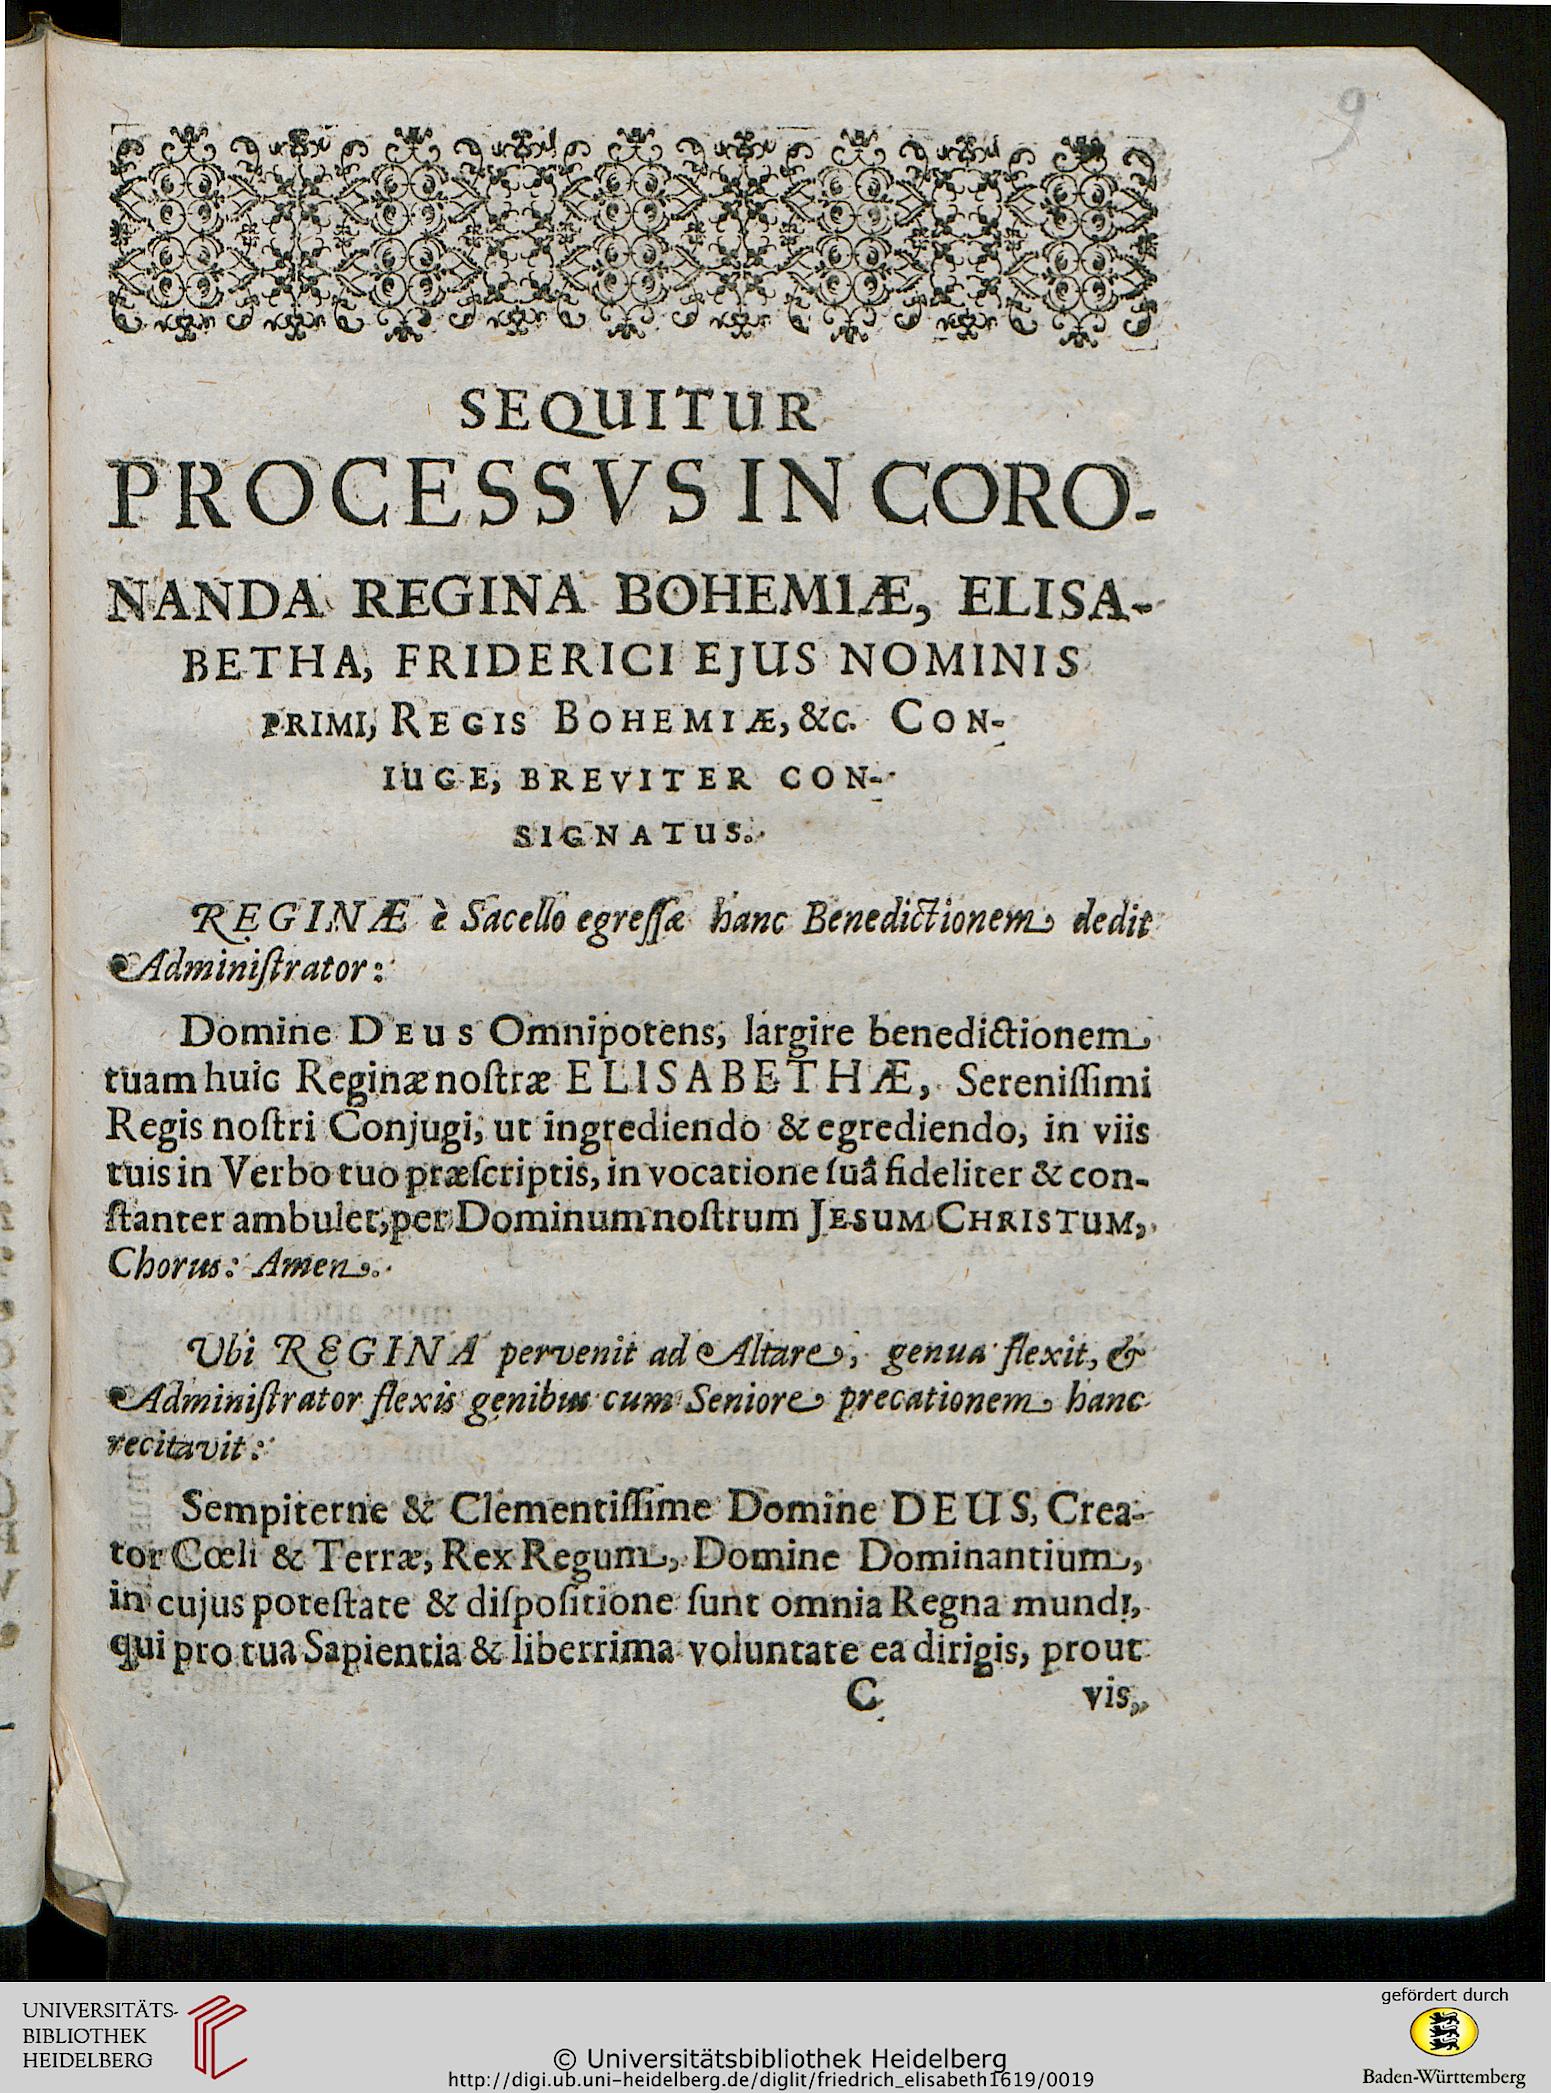 9
SEQUITUR
PROCESSVS IN CORO-
NANDA REGINA BOHEMIÆ, ELISA-
BETHA, FRIDERICI EJUS NOMINIS
PRIMI, REGIS BOHEMIÆ, &c. CON-
IUGE, BREVITER CON-
SIGNATUS.
REGINÆ è Sacello egreſſæ hanc Benedictionem dedit
Adminiſtrator:
Domine DEUS Omnipotens, largire benedictionem
tuam huic Reginæ noſtræ ELISABETHÆ, Sereniſſimi
Regis noſtri Conjugi, ut ingrediendo & egrediendo, in viis
tuis in Verbo tuo præſcriptis, in vocatione ſuâ fideliter & con-
ſtanter ambulet, per Dominum noſtrum JESUM CHRISTUM,
Chorus: Amen.
Ubi REGINA pervenit ad Altare, genua flexit, &
Adminiſtrator flexis genibus cum Seniore precationem hanc
recitavit:
Sempiterne & Clementiſſime Domine DEUS, Crea-
tor Cœli & Terræ, Rex Regum, Domine Dominantium,
in cujus poteſtate & diſpoſitione ſunt omnia Regna mundi,
qui pro tua Sapientia & liberrima voluntate ea dirigis, prout
C vis,
UNIVERSITÄTS-
BIBLIOTHEK
HEIDELBERG
© Universitätsbibliothek Heidelberg
http://digi.ub.uni-heidelberg.de/diglit/friedrich_elisabeth1619/0019
gefördert durch
Baden-Württemberg